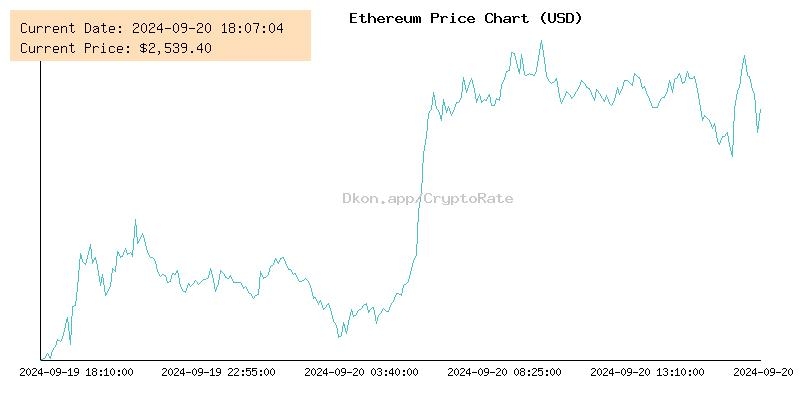 Ethereum Price Chart (USD)
Current Date: 2024-09-20 18:07:04
Current Price: $2,539.40
Dkon.app/CryptoRate
2024-09-19 18:10:00 2024-09-19 22:55:00 2024-09-20 03:40:00 2024-09-20 08:25:00 2024-09-20 13:10:00 2024-09-20